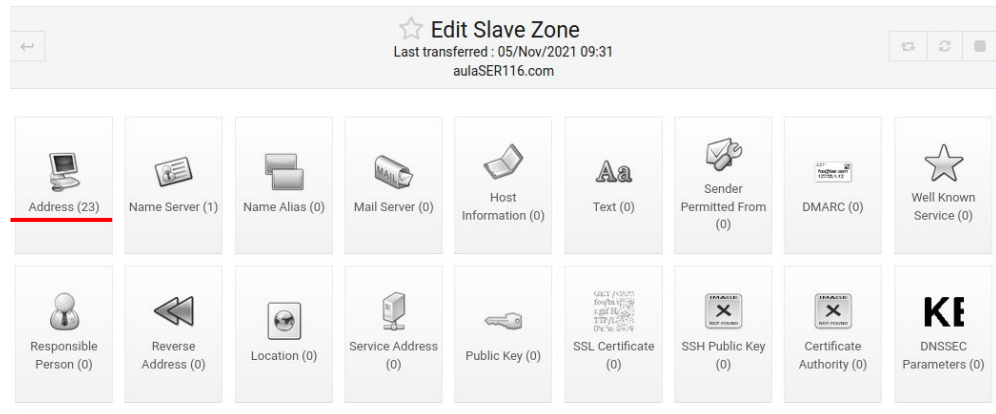 Edit Slave Zone
Last transferred : 05/Nov/2021 09:31
aulaSER116.com
Address (23)
Name Server (1)
Name Alias (0)
MAIL
Mail Server (0)
Host
Information (0)
Aa
Text (0)
Sender
Permitted From
(0)
DMARC (0)
Well Known
Service (0)
Responsible
Person (0)
Reverse
Address (0)
Location (0)
Service Address
(0)
Public Key (0)
SSL Certificate
(0)
IMAGE
NOT FOUND
SSH Public Key
(0)
IMAGE
NOT FOUND
Certificate
Authority (0)
KE
DNSSEC
Parameters (0)